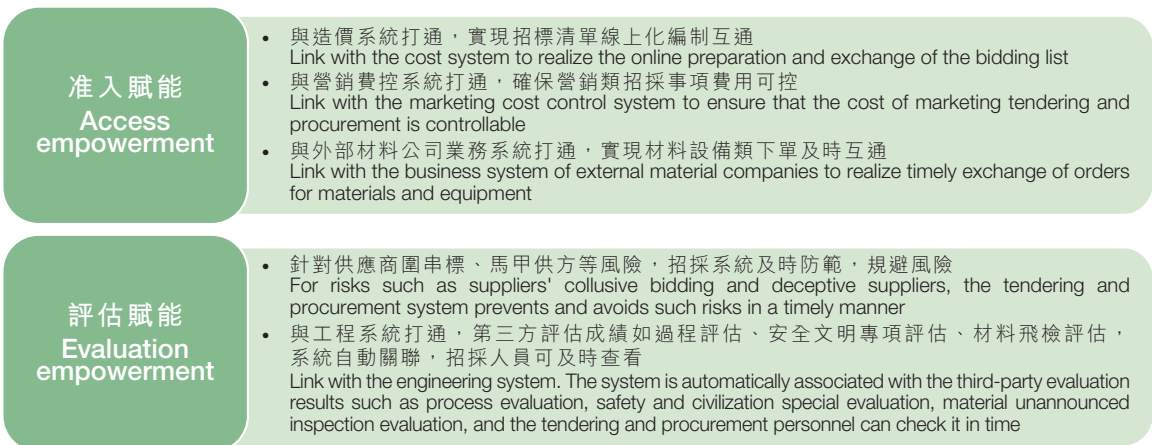 准入賦能
Access
empowerment
• 與造價系統打通，實現招標清單線上化編制互通
Link with the cost system to realize the online preparation and exchange of the bidding list
• 與營銷費控系統打通，確保營銷類招採事項費用可控
Link with the marketing cost control system to ensure that the cost of marketing tendering and
procurement is controllable
• 與外部材料公司業務系統打通，實現材料設備類下單及時互通
Link with the business system of external material companies to realize timely exchange of orders
for materials and equipment
評估賦能
Evaluation
empowerment
• 針對供應商圍串標、馬甲供方等風險，招採系統及時防範，規避風險
For risks such as suppliers' collusive bidding and deceptive suppliers, the tendering and
procurement system prevents and avoids such risks in a timely manner
• 與工程系統打通，第三方評估成績如過程評估、安全文明專項評估、材料飛檢評估，
系統自動關聯，招採人員可及時查看
Link with the engineering system. The system is automatically associated with the third-party evaluation
results such as process evaluation, safety and civilization special evaluation, material unannounced
inspection evaluation, and the tendering and procurement personnel can check it in time